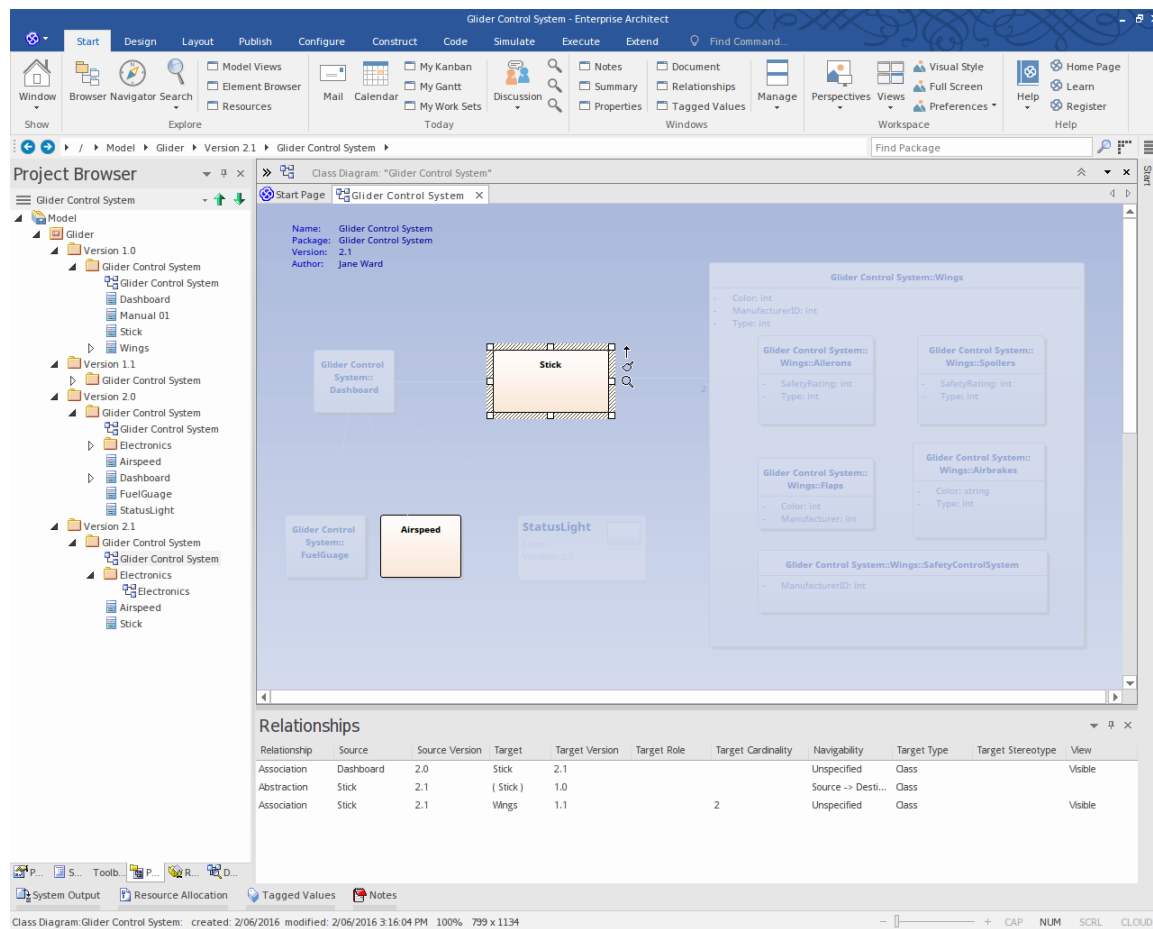 Glider Control System - Enterprise Architect
Start Design Layout Publish Configure Construct Code Simulate Execute Extend Find Command...
Window Browser Navigator Search Model Views Element Browser Resources
Mail Calendar My Kanban My Gantt My Work Sets Discussion
Notes Summary Properties Document Relationships Tagged Values Manage
Perspectives Views Visual Style Full Screen Preferences
Help Home Page Learn Register
Show Explore Today Windows Workspace Help
/ Model Glider Version 2.1 Glider Control System
Find Package
Project Browser
Glider Control System
Model
Glider
Version 1.0
Glider Control System
Glider Control System
Dashboard
Manual 01
Stick
Wings
Version 1.1
Glider Control System
Version 2.0
Glider Control System
Glider Control System
Electronics
Airspeed
Dashboard
FuelGuage
StatusLight
Version 2.1
Glider Control System
Glider Control System
Electronics
Electronics
Airspeed
Stick
P... S... Toolb... P... R... D...
Class Diagram: "Glider Control System"
Start Page Glider Control System
Start
Name: Glider Control System
Package: Glider Control System
Version: 2.1
Author: Jane Ward
Glider Control
System::
Dashboard
Stick
2
Glider Control System::Wings
- Color: int
- ManufacturerID: int
- Type: int
Glider Control System::
Wings::Ailerons
- SafetyRating: int
- Type: int
Glider Control System::
Wings::Spoilers
- SafetyRating: int
- Type: int
Glider Control System::
Wings::Flaps
- Color: int
- Manufacturer: int
Glider Control System::
Wings::Airbrakes
- Color: string
- Type: int
Glider Control System::Wings::SafetyControlSystem
- ManufacturerID: int
Glider Control
System::
FuelGuage
Airspeed
StatusLight
Relationships
Relationship Source Source Version Target Target Version Target Role Target Cardinality Navigability Target Type Target Stereotype View
Association Dashboard 2.0 Stick 2.1 Unspecified Class Visible
Abstraction Stick 2.1 ( Stick ) 1.0 Source -> Desti... Class
Association Stick 2.1 Wings 1.1 2 Unspecified Class Visible
System Output Resource Allocation Tagged Values Notes
Class Diagram:Glider Control System: created: 2/06/2016 modified: 2/06/2016 3:16:04 PM 100% 799 x 1134
CAP NUM SCRL CLOUD